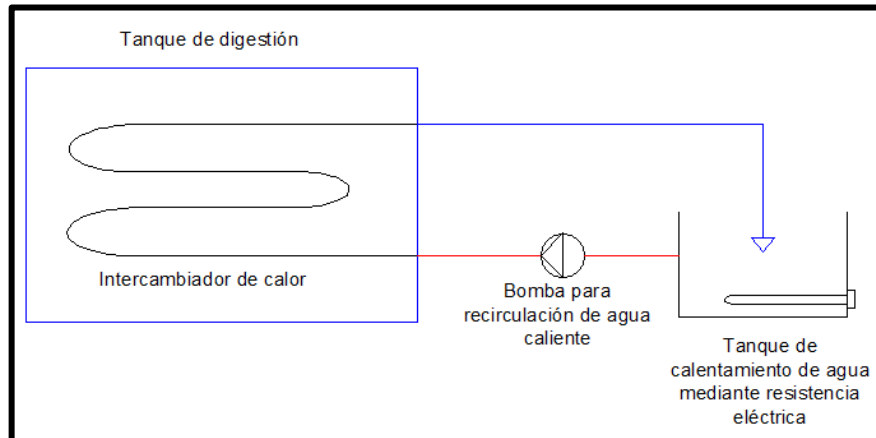 Tanque de digestión
Intercambiador de calor
Bomba para
recirculación de agua
caliente
Tanque de
calentamiento de agua
mediante resistencia
eléctrica